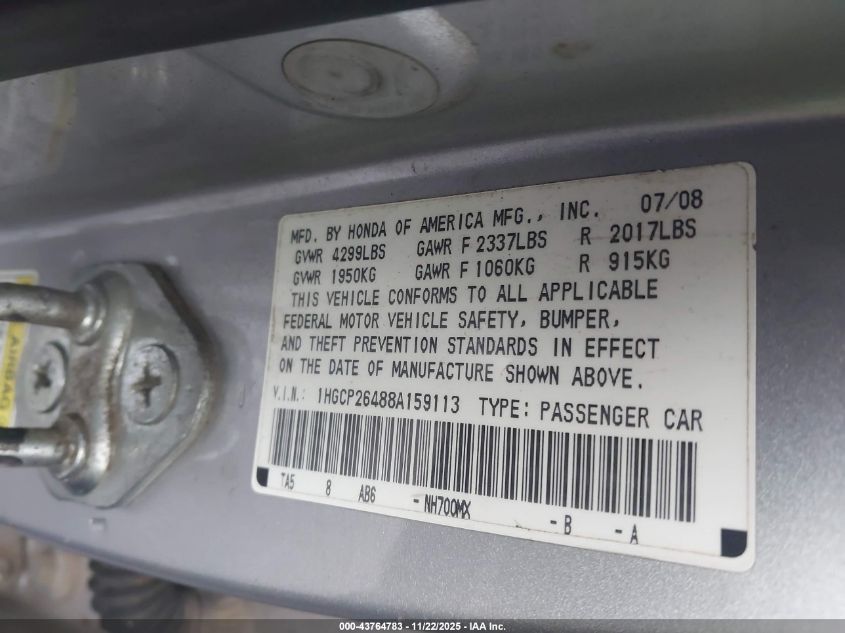 MFD. BY HONDA OF AMERICA MFG., INC. 07/08
GVWR 4299LBS GAWR F 2337LBS R 2017LBS
GVWR 1950KG GAWR F 1060KG R 915KG
THIS VEHICLE CONFORMS TO ALL APPLICABLE
FEDERAL MOTOR VEHICLE SAFETY, BUMPER,
AND THEFT PREVENTION STANDARDS IN EFFECT
ON THE DATE OF MANUFACTURE SHOWN ABOVE.
V.I.N.: 1HGCP26488A159113 TYPE: PASSENGER CAR
TA5 8 AB6 - NH700MX - B - A
AIRBAG
000-43764783 - 11/22/2025 - IAA Inc.